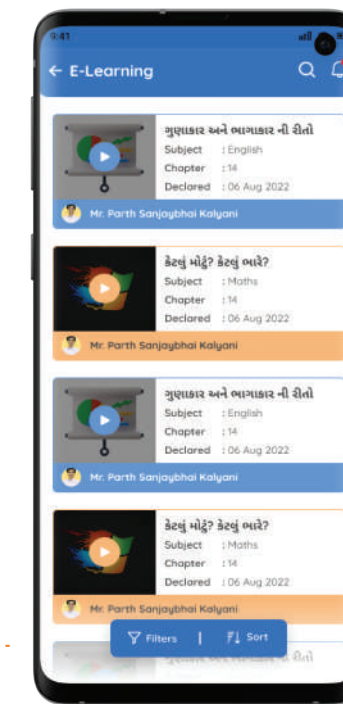 9:41
E-Learning
ગુણાકાર અને ભાગાકાર ની રીતો
Subject : English
Chapter : 14
Declared : 06 Aug 2022
Mr. Parth Sanjaybhai Kalyani
કેટલું મોટું? કેટલું ભારે?
Subject : Maths
Chapter : 14
Declared : 06 Aug 2022
Mr. Parth Sanjaybhai Kalyani
ગુણાકાર અને ભાગાકાર ની રીતો
Subject : English
Chapter : 14
Declared : 06 Aug 2022
Mr. Parth Sanjaybhai Kalyani
કેટલું મોટું? કેટલું ભારે?
Subject : Maths
Chapter : 14
Declared : 06 Aug 2022
Mr. Parth Sanjaybhai Kalyani
Filters | Sort